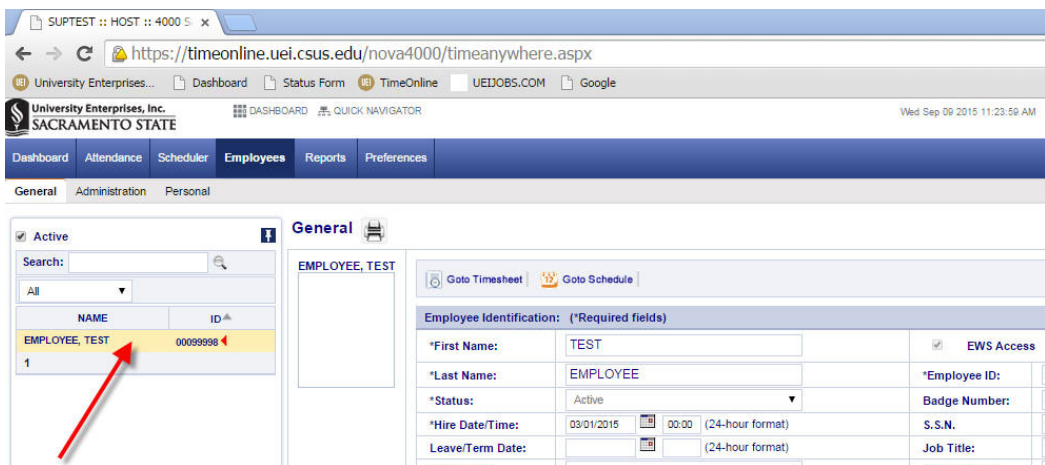 SUPTEST :: HOST :: 4000 S x
https://timeonline.uei.csus.edu/nova4000/timeanywhere.aspx
University Enterprises... Dashboard Status Form UEI TimeOnline UEIJOBS.COM Google
University Enterprises, Inc.
SACRAMENTO STATE
DASHBOARD QUICK NAVIGATOR
Wed Sep 09 2015 11:23:59 AM
Dashboard Attendance Scheduler Employees Reports Preferences
General Administration Personal
Active
Search:
All
NAME ID
EMPLOYEE, TEST 00099998
1
General
EMPLOYEE, TEST
Goto Timesheet Goto Schedule
Employee Identification: (*Required fields)
*First Name: TEST EWS Access
*Last Name: EMPLOYEE *Employee ID:
*Status: Active Badge Number:
*Hire Date/Time: 03/01/2015 00:00 (24-hour format) S.S.N.
Leave/Term Date: (24-hour format) Job Title: